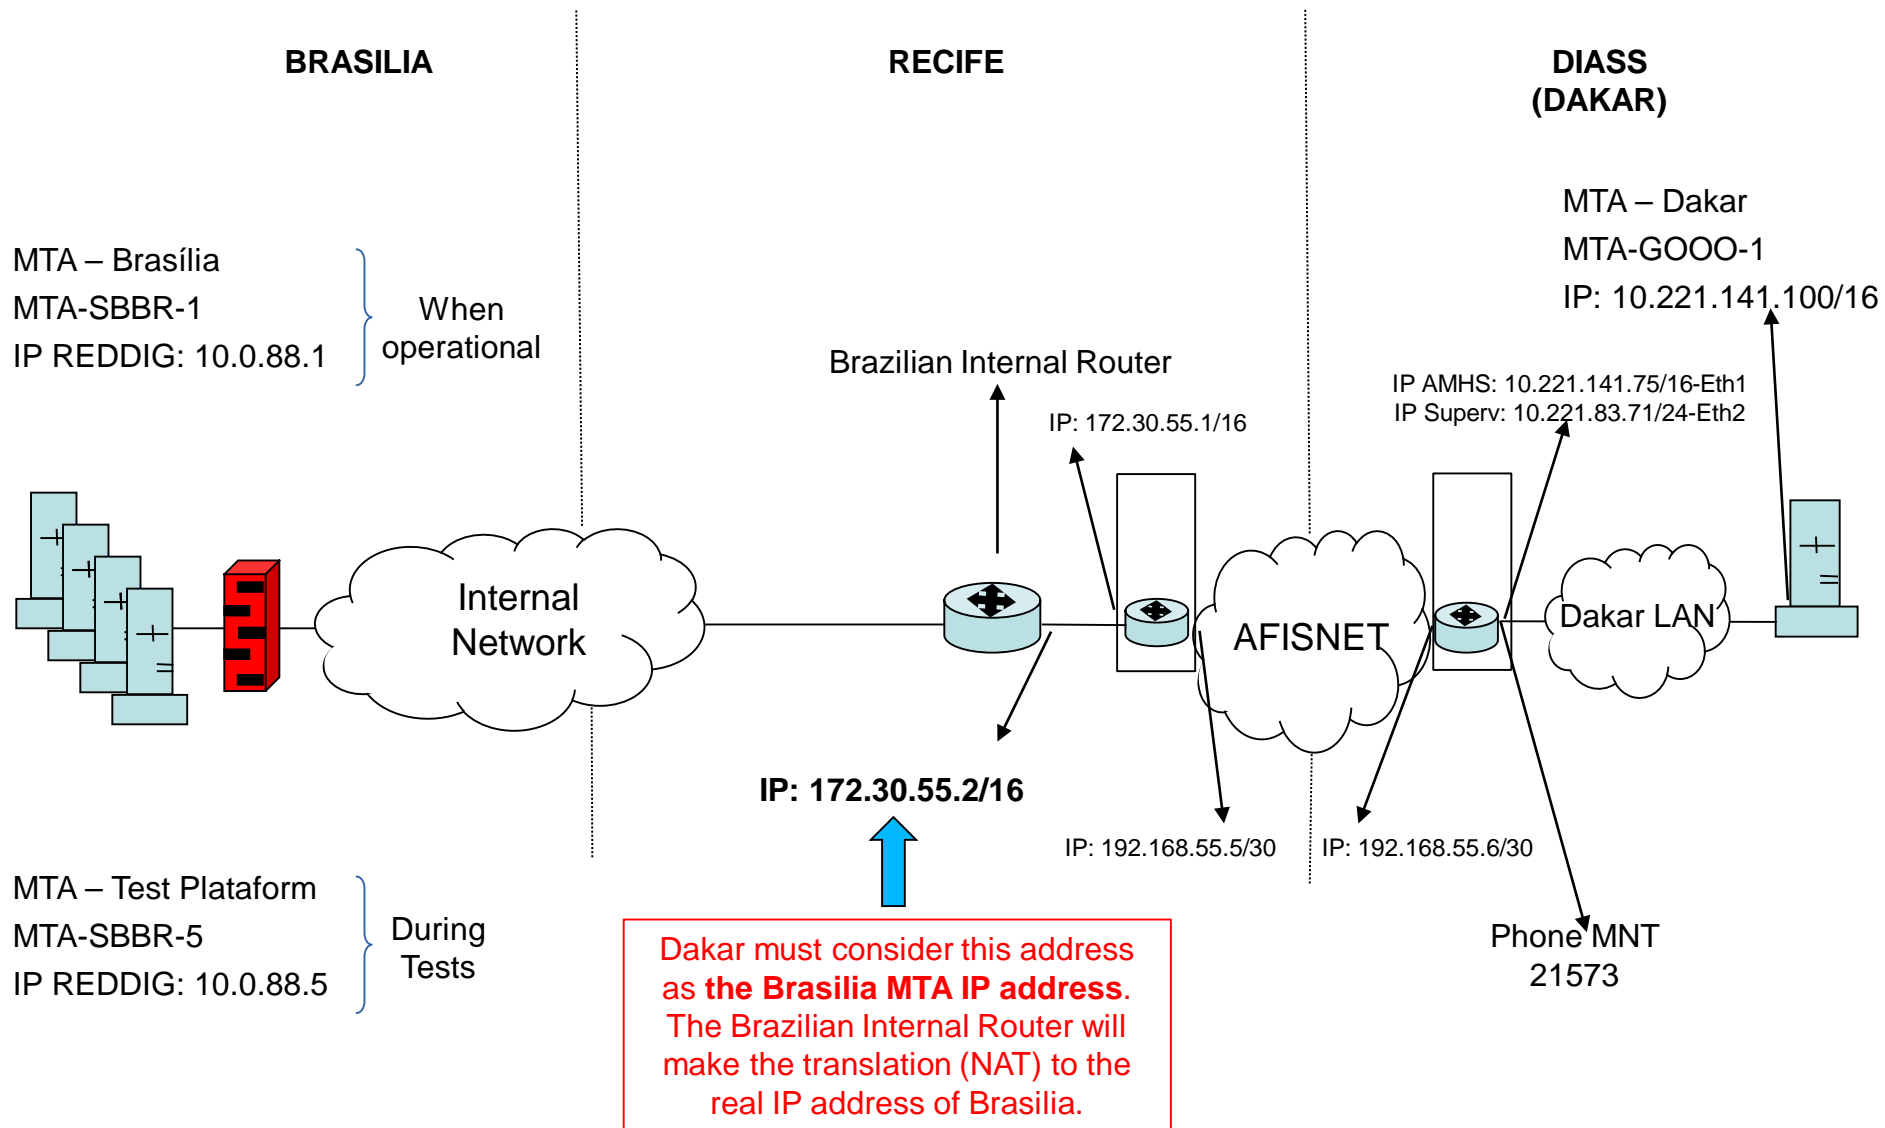 BRASILIA
RECIFE
DIASS
(DAKAR)
MTA – Dakar
MTA-GOOO-1
IP: 10.221.141.100/16
MTA – Brasília
MTA-SBBR-1
IP REDDIG: 10.0.88.1
When
operational
Brazilian Internal Router
IP: 172.30.55.1/16
IP AMHS: 10.221.141.75/16-Eth1
IP Superv: 10.221.83.71/24-Eth2
Internal
Network
AFISNET
Dakar LAN
IP: 172.30.55.2/16
IP: 192.168.55.5/30
IP: 192.168.55.6/30
MTA – Test Plataform
MTA-SBBR-5
IP REDDIG: 10.0.88.5
During
Tests
Dakar must consider this address
as the Brasilia MTA IP address.
The Brazilian Internal Router will
make the translation (NAT) to the
real IP address of Brasilia.
Phone MNT
21573